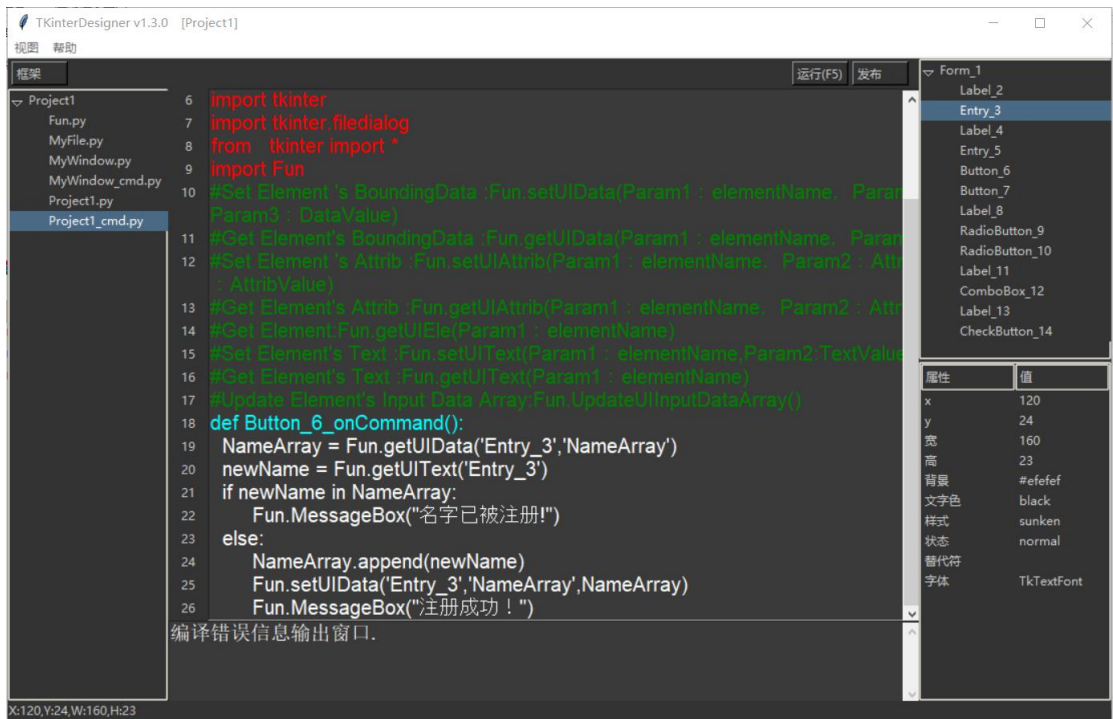 TKinterDesigner v1.3.0 [Project1]
视图 帮助
框架
运行(F5) 发布
Project1
Fun.py
MyFile.py
MyWindow.py
MyWindow_cmd.py
Project1.py
Project1_cmd.py
6 import tkinter
7 import tkinter.filedialog
8 from tkinter import *
9 import Fun
10 #Set Element 's BoundingData :Fun.setUIData(Param1 : elementName. Param
Param3 : DataValue)
11 #Get Element's BoundingData :Fun.getUIData(Param1 : elementName. Param
12 #Set Element 's Attrib :Fun.setUIAttrib(Param1 : elementName. Param2 : Attr
: AttribValue)
13 #Get Element's Attrib :Fun.getUIAttrib(Param1 : elementName. Param2 : Attr
14 #Get Element:Fun.getUIEle(Param1 : elementName)
15 #Set Element's Text :Fun.setUIText(Param1 : elementName,Param2:TextValue
16 #Get Element's Text :Fun.getUIText(Param1 : elementName)
17 #Update Element's Input Data Array:Fun.UpdateUIInputDataArray()
18 def Button_6_onCommand():
19 NameArray = Fun.getUIData('Entry_3','NameArray')
20 newName = Fun.getUIText('Entry_3')
21 if newName in NameArray:
22 Fun.MessageBox("名字已被注册!")
23 else:
24 NameArray.append(newName)
25 Fun.setUIData('Entry_3','NameArray',NameArray)
26 Fun.MessageBox("注册成功！")
编译错误信息输出窗口.
Form_1
Label_2
Entry_3
Label_4
Entry_5
Button_6
Button_7
Label_8
RadioButton_9
RadioButton_10
Label_11
ComboBox_12
Label_13
CheckButton_14
属性 值
x 120
y 24
宽 160
高 23
背景 #efefef
文字色 black
样式 sunken
状态 normal
替代符
字体 TkTextFont
X:120,Y:24,W:160,H:23